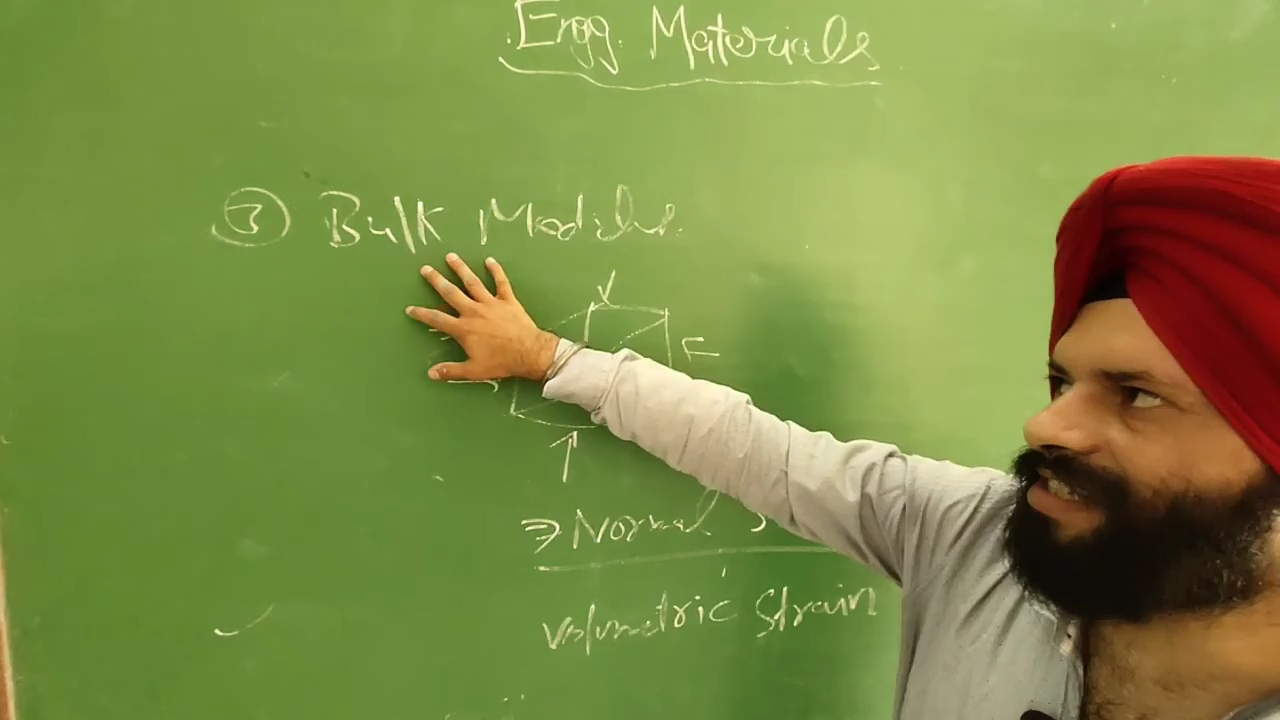 Engg. Materials
③ Bulk Modulus.
F
⇒ Normal S
Volumetric Strain